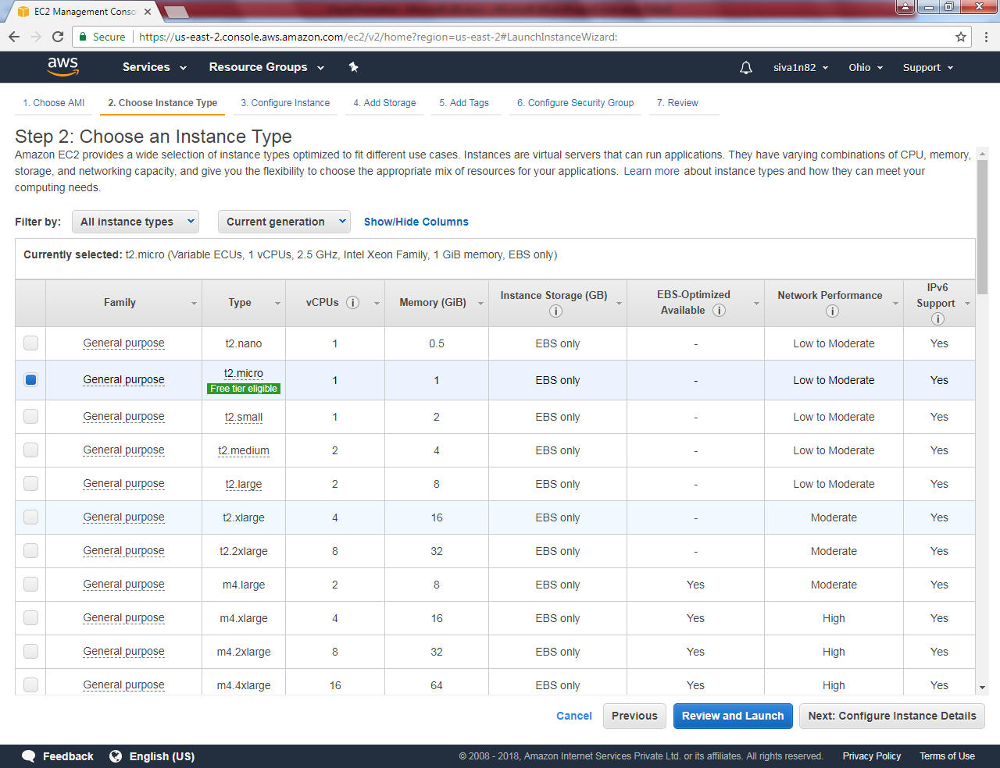 EC2 Management Conso
Secure https://us-east-2.console.aws.amazon.com/ec2/v2/home?region=us-east-2#LaunchInstanceWizard:
aws Services Resource Groups siva1n82 Ohio Support
1. Choose AMI 2. Choose Instance Type 3. Configure Instance 4. Add Storage 5. Add Tags 6. Configure Security Group 7. Review
Step 2: Choose an Instance Type
Amazon EC2 provides a wide selection of instance types optimized to fit different use cases. Instances are virtual servers that can run applications. They have varying combinations of CPU, memory,
storage, and networking capacity, and give you the flexibility to choose the appropriate mix of resources for your applications. Learn more about instance types and how they can meet your
computing needs.
Filter by: All instance types Current generation Show/Hide Columns
Currently selected: t2.micro (Variable ECUs, 1 vCPUs, 2.5 GHz, Intel Xeon Family, 1 GiB memory, EBS only)
Family Type vCPUs Memory (GiB) Instance Storage (GB) EBS-Optimized Available Network Performance IPv6 Support
General purpose t2.nano 1 0.5 EBS only - Low to Moderate Yes
General purpose t2.micro Free tier eligible 1 1 EBS only - Low to Moderate Yes
General purpose t2.small 1 2 EBS only - Low to Moderate Yes
General purpose t2.medium 2 4 EBS only - Low to Moderate Yes
General purpose t2.large 2 8 EBS only - Low to Moderate Yes
General purpose t2.xlarge 4 16 EBS only - Moderate Yes
General purpose t2.2xlarge 8 32 EBS only - Moderate Yes
General purpose m4.large 2 8 EBS only Yes Moderate Yes
General purpose m4.xlarge 4 16 EBS only Yes High Yes
General purpose m4.2xlarge 8 32 EBS only Yes High Yes
General purpose m4.4xlarge 16 64 EBS only Yes High Yes
Cancel Previous Review and Launch Next: Configure Instance Details
Feedback English (US) © 2008 - 2018, Amazon Internet Services Private Ltd. or its affiliates. All rights reserved. Privacy Policy Terms of Use